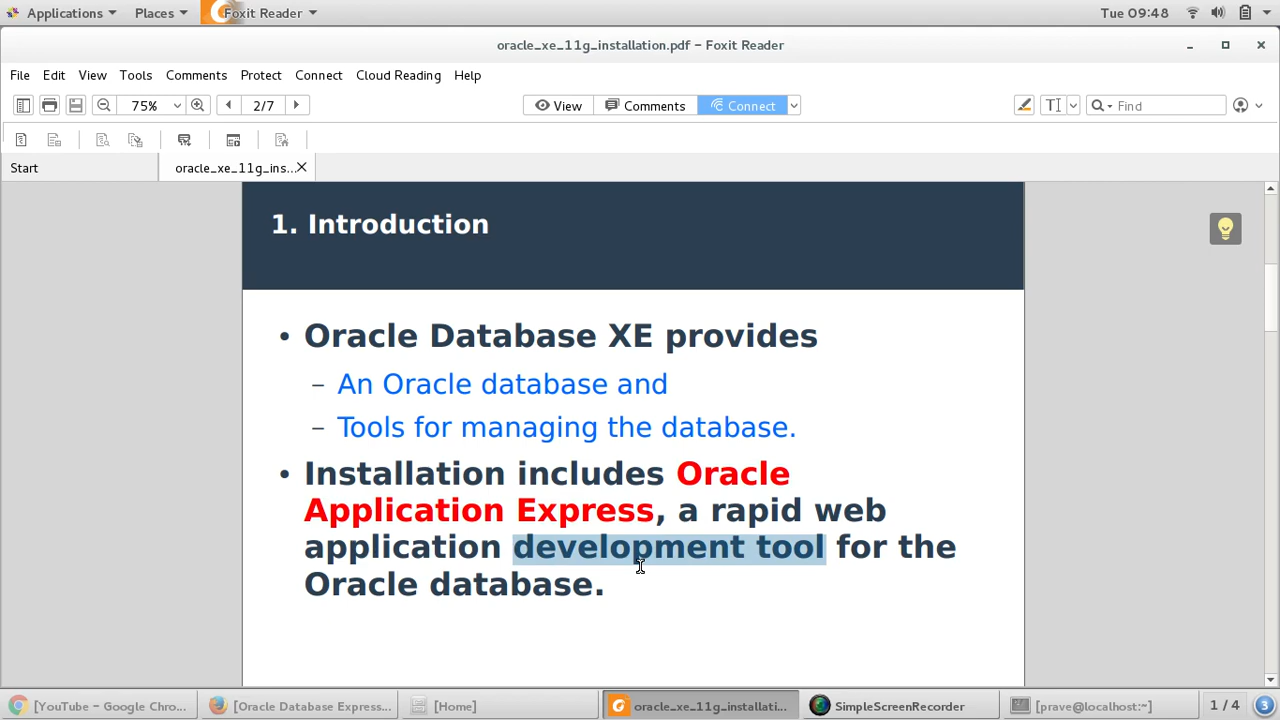 Applications Places Foxit Reader Tue 09:48
oracle_xe_11g_installation.pdf - Foxit Reader
File Edit View Tools Comments Protect Connect Cloud Reading Help
75% 2/7 View Comments Connect Find
Start oracle_xe_11g_ins...
1. Introduction
• Oracle Database XE provides
– An Oracle database and
– Tools for managing the database.
• Installation includes Oracle
Application Express, a rapid web
application development tool for the
Oracle database.
[YouTube – Google Chro... [Oracle Database Express... [Home] oracle_xe_11g_installati... SimpleScreenRecorder [prave@localhost:~] 1 / 4 3